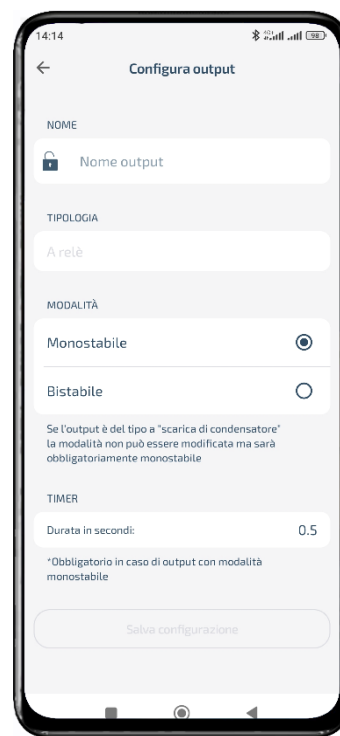 14:14
98
Configura output
NOME
Nome output
TIPOLOGIA
A relè
MODALITÀ
Monostabile
Bistabile
Se l'output è del tipo a "scarica di condensatore"
la modalità non può essere modificata ma sarà
obbligatoriamente monostabile
TIMER
Durata in secondi: 0.5
*Obbligatorio in caso di output con modalità
monostabile
Salva configurazione